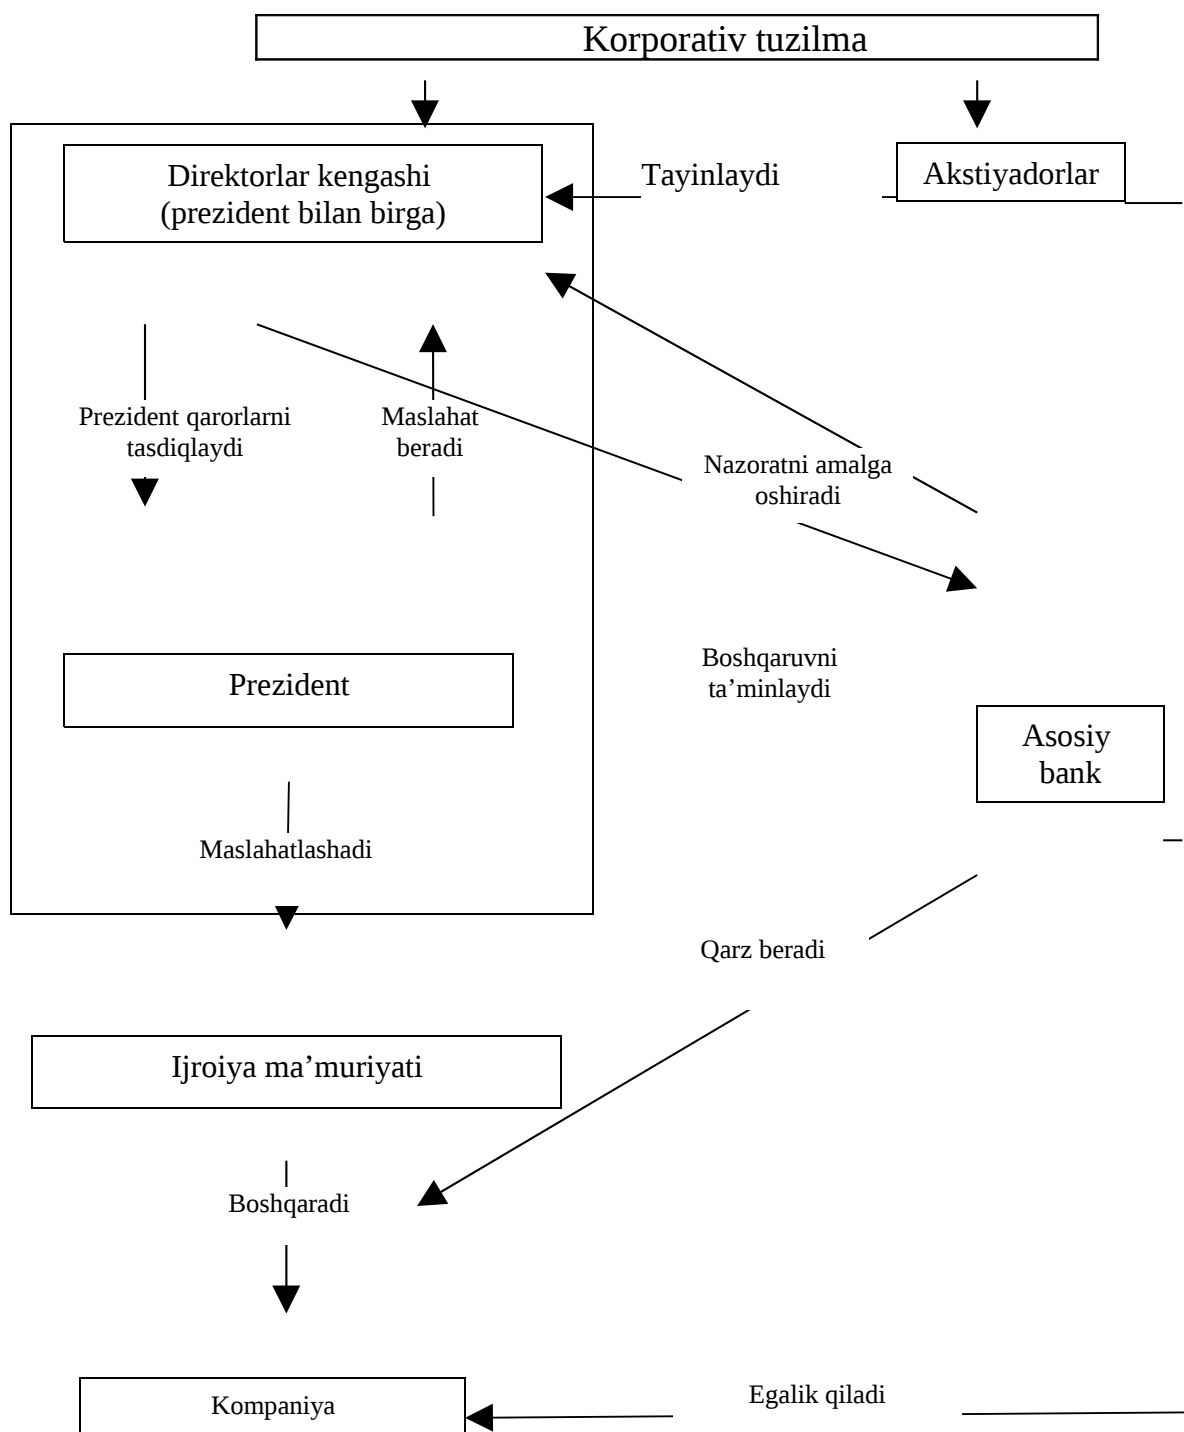 Korporativ tuzilma
Direktorlar kengashi
(prezident bilan birga)
Tayinlaydi
Akstiyadorlar
Prezident qarorlarni
tasdiqlaydi
Maslahat
beradi
Nazoratni amalga
oshiradi
Boshqaruvni
ta’minlaydi
Prezident
Asosiy
bank
Maslahatlashadi
Qarz beradi
Ijroiya ma’muriyati
Boshqaradi
Egalik qiladi
Kompaniya